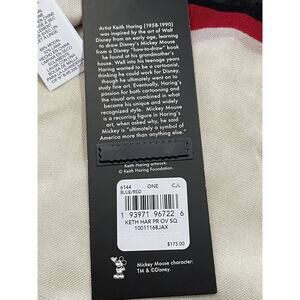 Artist Keith Haring (1958-1990)
was inspired by the art of Walt
Disney from an early age, learning
to draw Disney's Mickey Mouse
from a Disney "how-to-draw" book
he found at his grandmother's
house. Well into his teenage years
Haring wanted to be a cartoonist,
thinking he could work for Disney,
though he ultimately went on to
study fine art. Eventually, Haring's
passion for both cartooning and
the visual arts combined in what
became his unique and widely
recognized style. Mickey Mouse
is a recurring figure in Haring's
art, when asked why, he said
Mickey is "ultimately a symbol of
America more than anything else."
Keith Haring artwork:
© Keith Haring Foundation.
6144 ONE C/L
BLUE/RED
1 93971 96722 6
KETH HAR PR OV SQ
10011168JAX
$175.00
Mickey Mouse character:
TM & ©Disney.